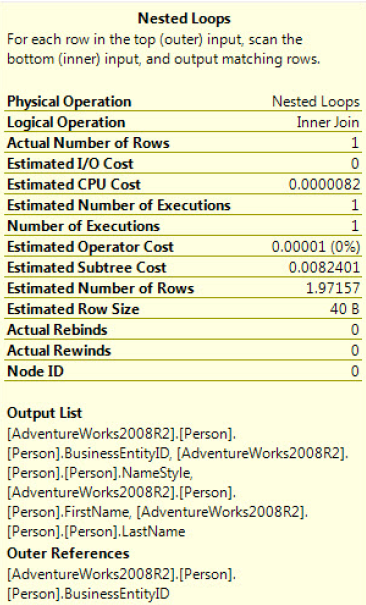 Nested Loops
For each row in the top (outer) input, scan the
bottom (inner) input, and output matching rows.
Physical Operation Nested Loops
Logical Operation Inner Join
Actual Number of Rows 1
Estimated I/O Cost 0
Estimated CPU Cost 0.0000082
Estimated Number of Executions 1
Number of Executions 1
Estimated Operator Cost 0.00001 (0%)
Estimated Subtree Cost 0.0082401
Estimated Number of Rows 1.97157
Estimated Row Size 40 B
Actual Rebinds 0
Actual Rewinds 0
Node ID 0
Output List
[AdventureWorks2008R2].[Person].
[Person].BusinessEntityID, [AdventureWorks2008R2].
[Person].[Person].NameStyle,
[AdventureWorks2008R2].[Person].
[Person].FirstName, [AdventureWorks2008R2].
[Person].[Person].LastName
Outer References
[AdventureWorks2008R2].[Person].
[Person].BusinessEntityID